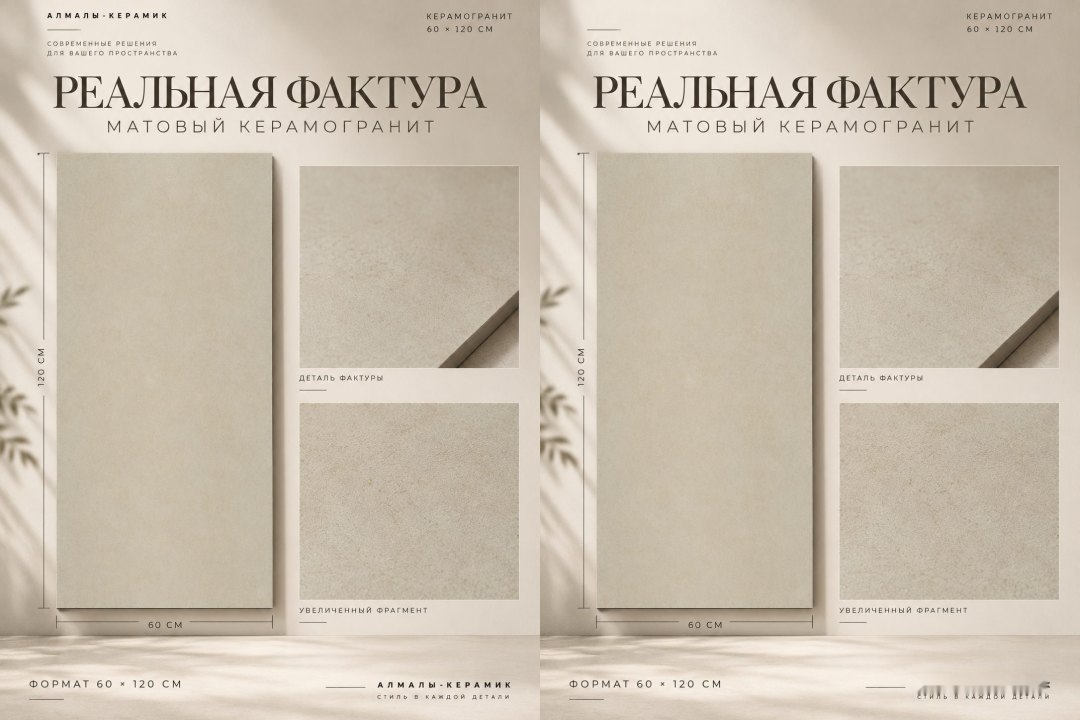 АЛМАЛЫ-КЕРАМИК
СОВРЕМЕННЫЕ РЕШЕНИЯ
ДЛЯ ВАШЕГО ПРОСТРАНСТВА
КЕРАМОГРАНИТ
60 × 120 СМ
РЕАЛЬНАЯ ФАКТУРА
МАТОВЫЙ КЕРАМОГРАНИТ
120 СМ
60 СМ
ДЕТАЛЬ ФАКТУРЫ
УВЕЛИЧЕННЫЙ ФРАГМЕНТ
ФОРМАТ 60 × 120 СМ
АЛМАЛЫ-КЕРАМИК
СТИЛЬ В КАЖДОЙ ДЕТАЛИ
СОВРЕМЕННЫЕ РЕШЕНИЯ
ДЛЯ ВАШЕГО ПРОСТРАНСТВА
КЕРАМОГРАНИТ
60 × 120 СМ
РЕАЛЬНАЯ ФАКТУРА
МАТОВЫЙ КЕРАМОГРАНИТ
120 СМ
60 СМ
ДЕТАЛЬ ФАКТУРЫ
УВЕЛИЧЕННЫЙ ФРАГМЕНТ
ФОРМАТ 60 × 120 СМ
СТИЛЬ В КАЖДОЙ ДЕТАЛИ